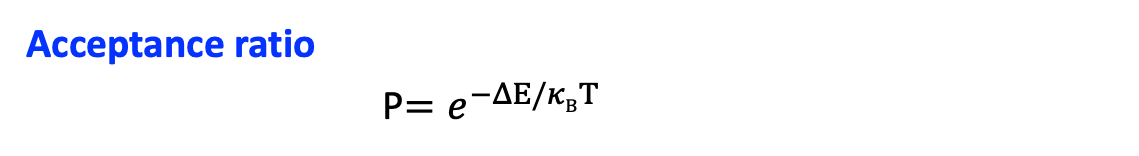 Acceptance ratio
P= e^{−ΔE/κ_B T}